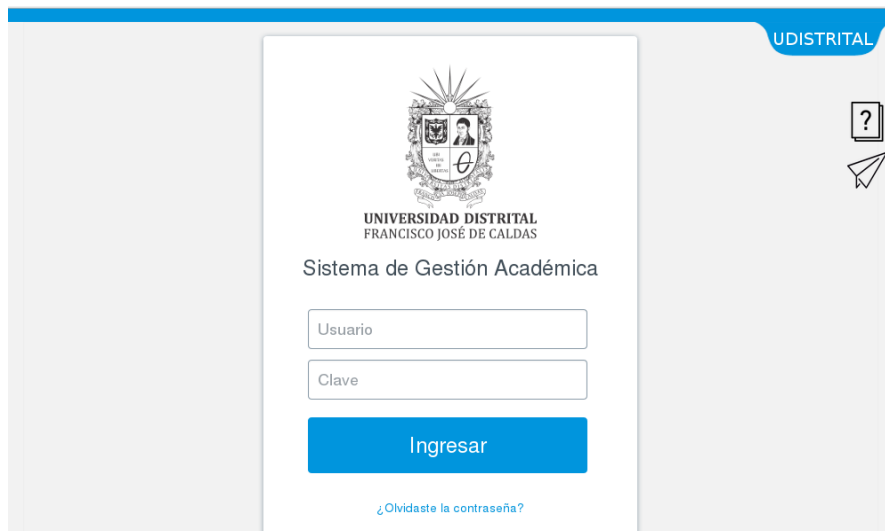 UDISTRITAL
?
UNIVERSIDAD DISTRITAL
FRANCISCO JOSÉ DE CALDAS
Sistema de Gestión Académica
Usuario
Clave
Ingresar
¿Olvidaste la contraseña?